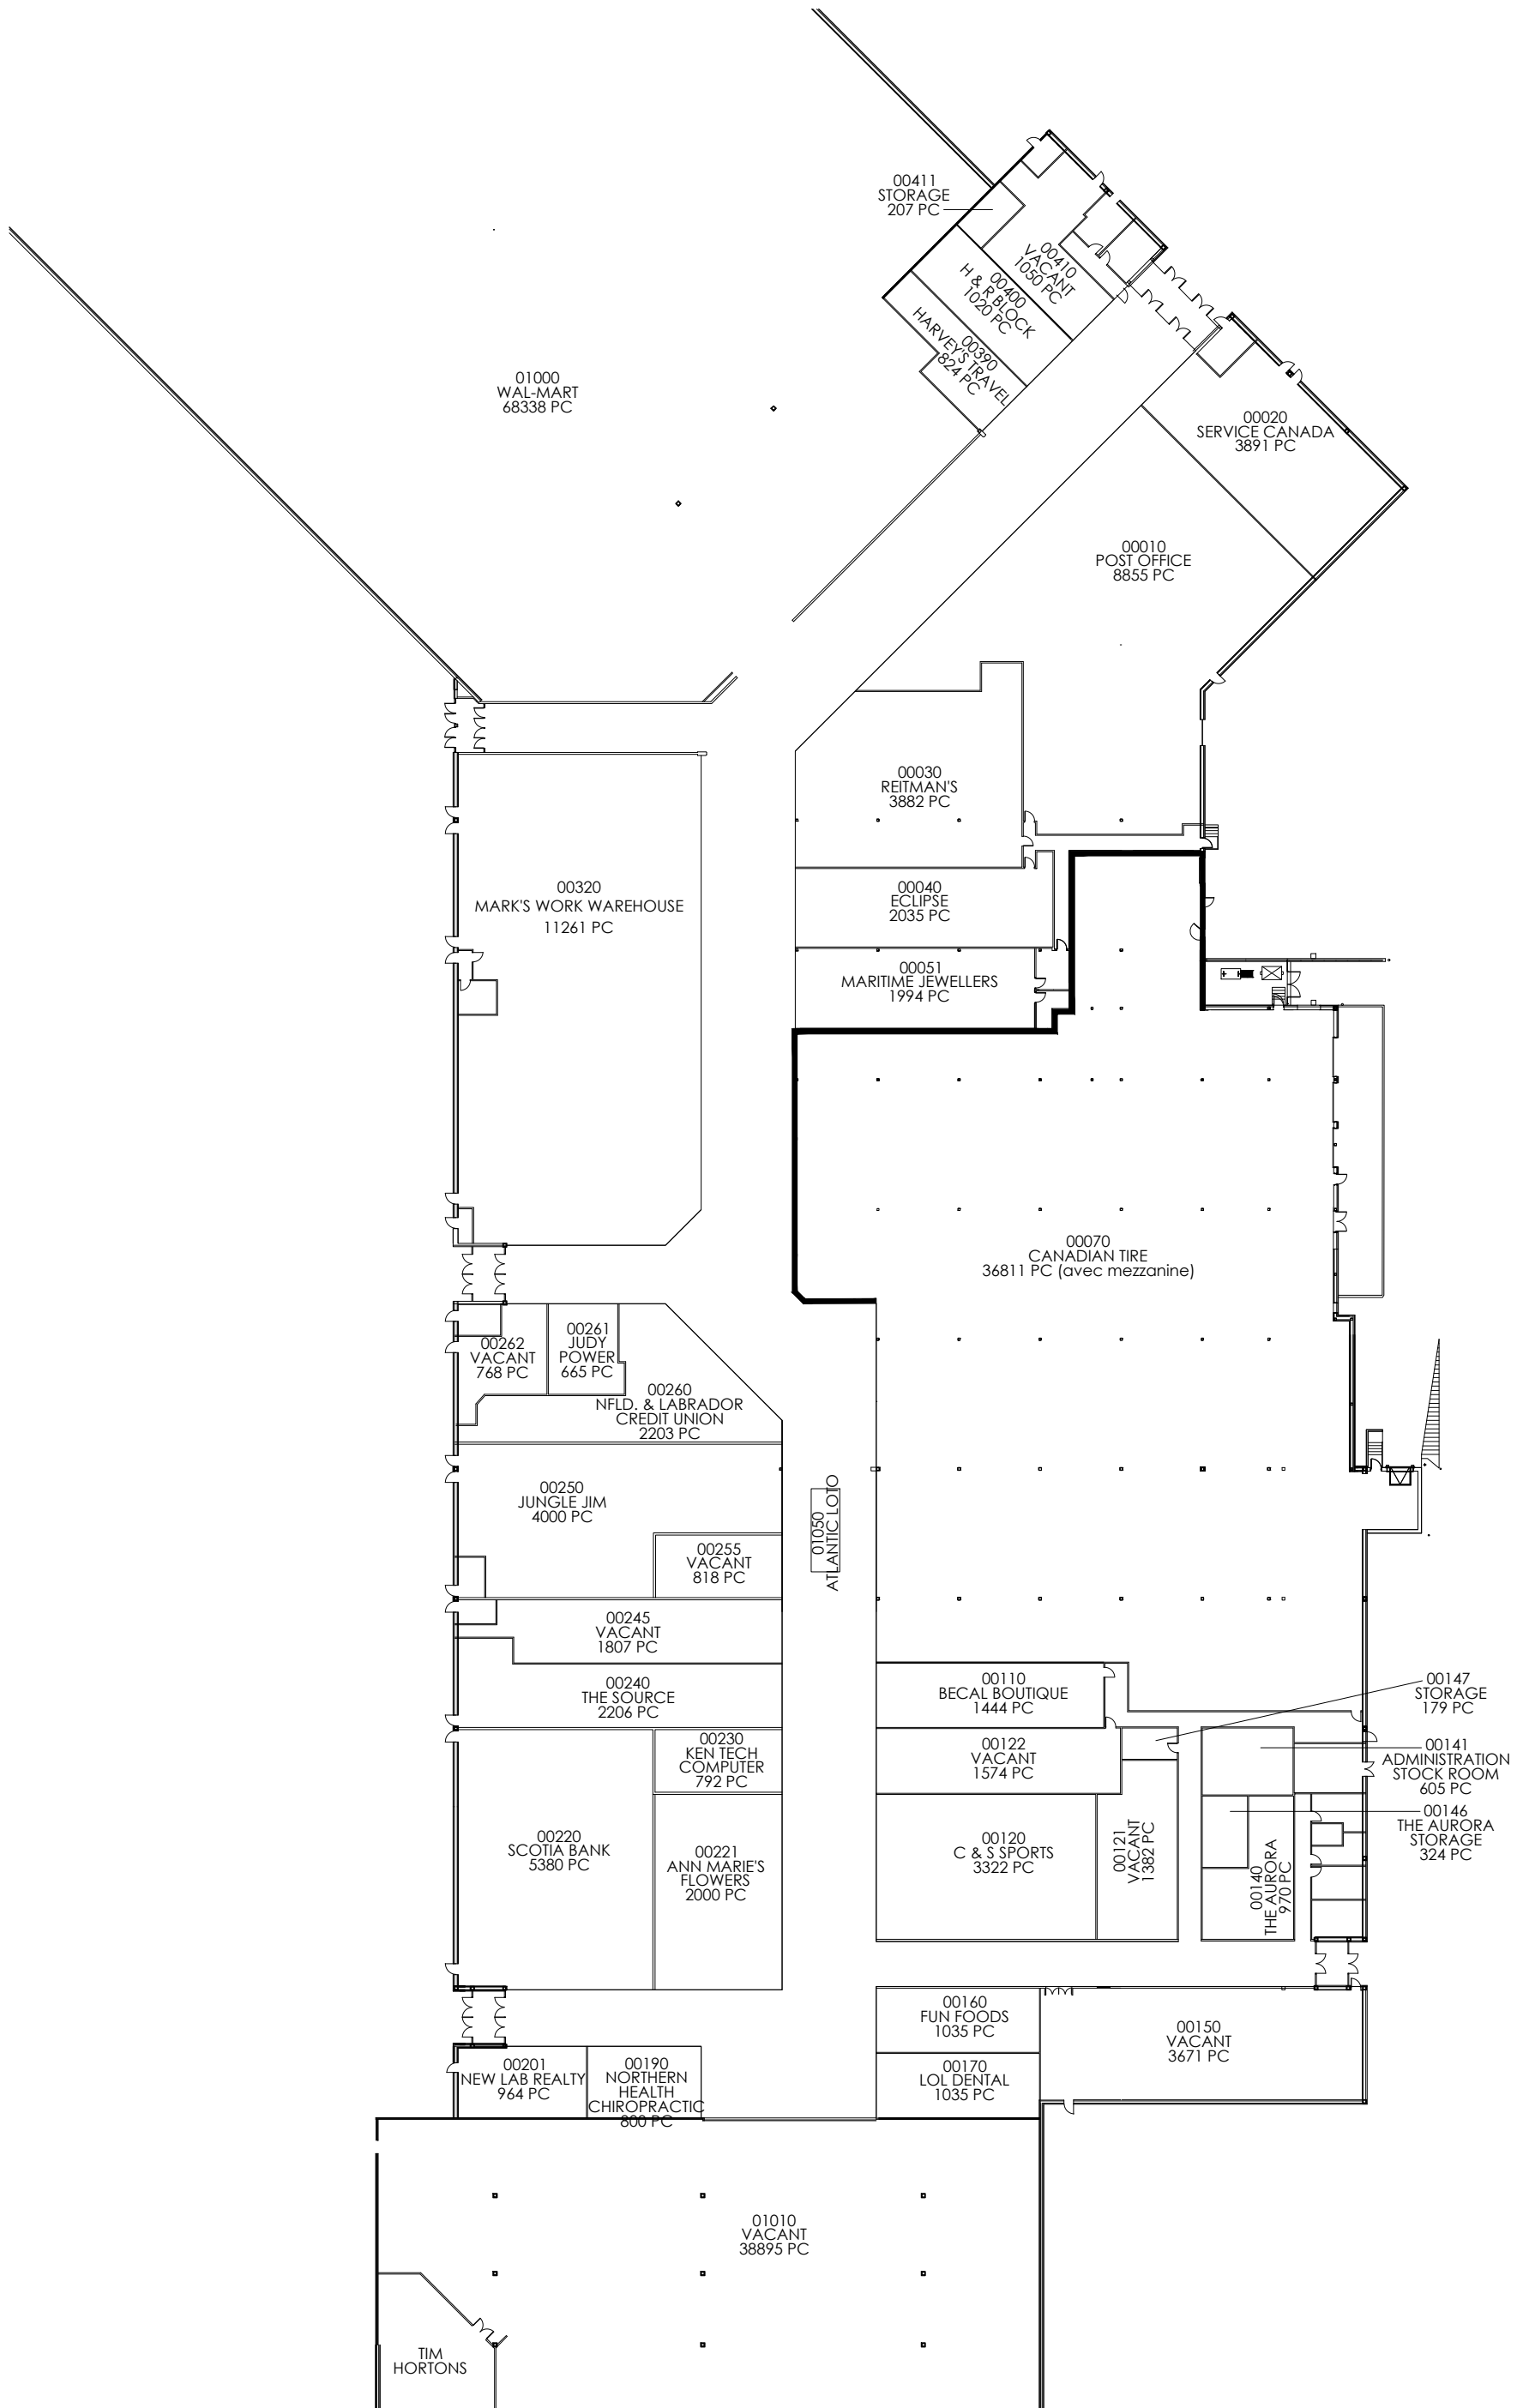 00411
STORAGE
207 PC
00410
VACANT
1050 PC
00400
H & R BLOCK
1020 PC
00390
HARVEY'S TRAVEL
824 PC
01000
WAL-MART
68338 PC
00020
SERVICE CANADA
3891 PC
00010
POST OFFICE
8855 PC
00030
REITMAN'S
3882 PC
00320
MARK'S WORK WAREHOUSE
11261 PC
00040
ECLIPSE
2035 PC
00051
MARITIME JEWELLERS
1994 PC
00070
CANADIAN TIRE
36811 PC (avec mezzanine)
00262
VACANT
768 PC
00261
JUDY
POWER
665 PC
00260
NFLD. & LABRADOR
CREDIT UNION
2203 PC
00250
JUNGLE JIM
4000 PC
00255
VACANT
818 PC
01050
ATLANTIC LOTO
00245
VACANT
1807 PC
00240
THE SOURCE
2206 PC
00110
BECAL BOUTIQUE
1444 PC
00147
STORAGE
179 PC
00230
KEN TECH
COMPUTER
792 PC
00122
VACANT
1574 PC
00141
ADMINISTRATION
STOCK ROOM
605 PC
00146
THE AURORA
STORAGE
324 PC
00220
SCOTIA BANK
5380 PC
00221
ANN MARIE'S
FLOWERS
2000 PC
00120
C & S SPORTS
3322 PC
00121
VACANT
1382 PC
00140
THE AURORA
970 PC
00160
FUN FOODS
1035 PC
00150
VACANT
3671 PC
00201
NEW LAB REALTY
964 PC
00190
NORTHERN
HEALTH
CHIROPRACTIC
800 PC
00170
LOL DENTAL
1035 PC
01010
VACANT
38895 PC
TIM
HORTONS